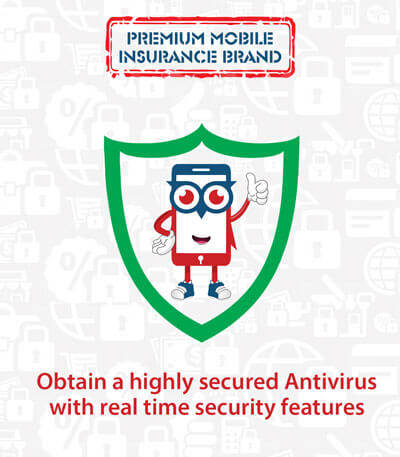 PREMIUM MOBILE
INSURANCE BRAND
Obtain a highly secured Antivirus
with real time security features